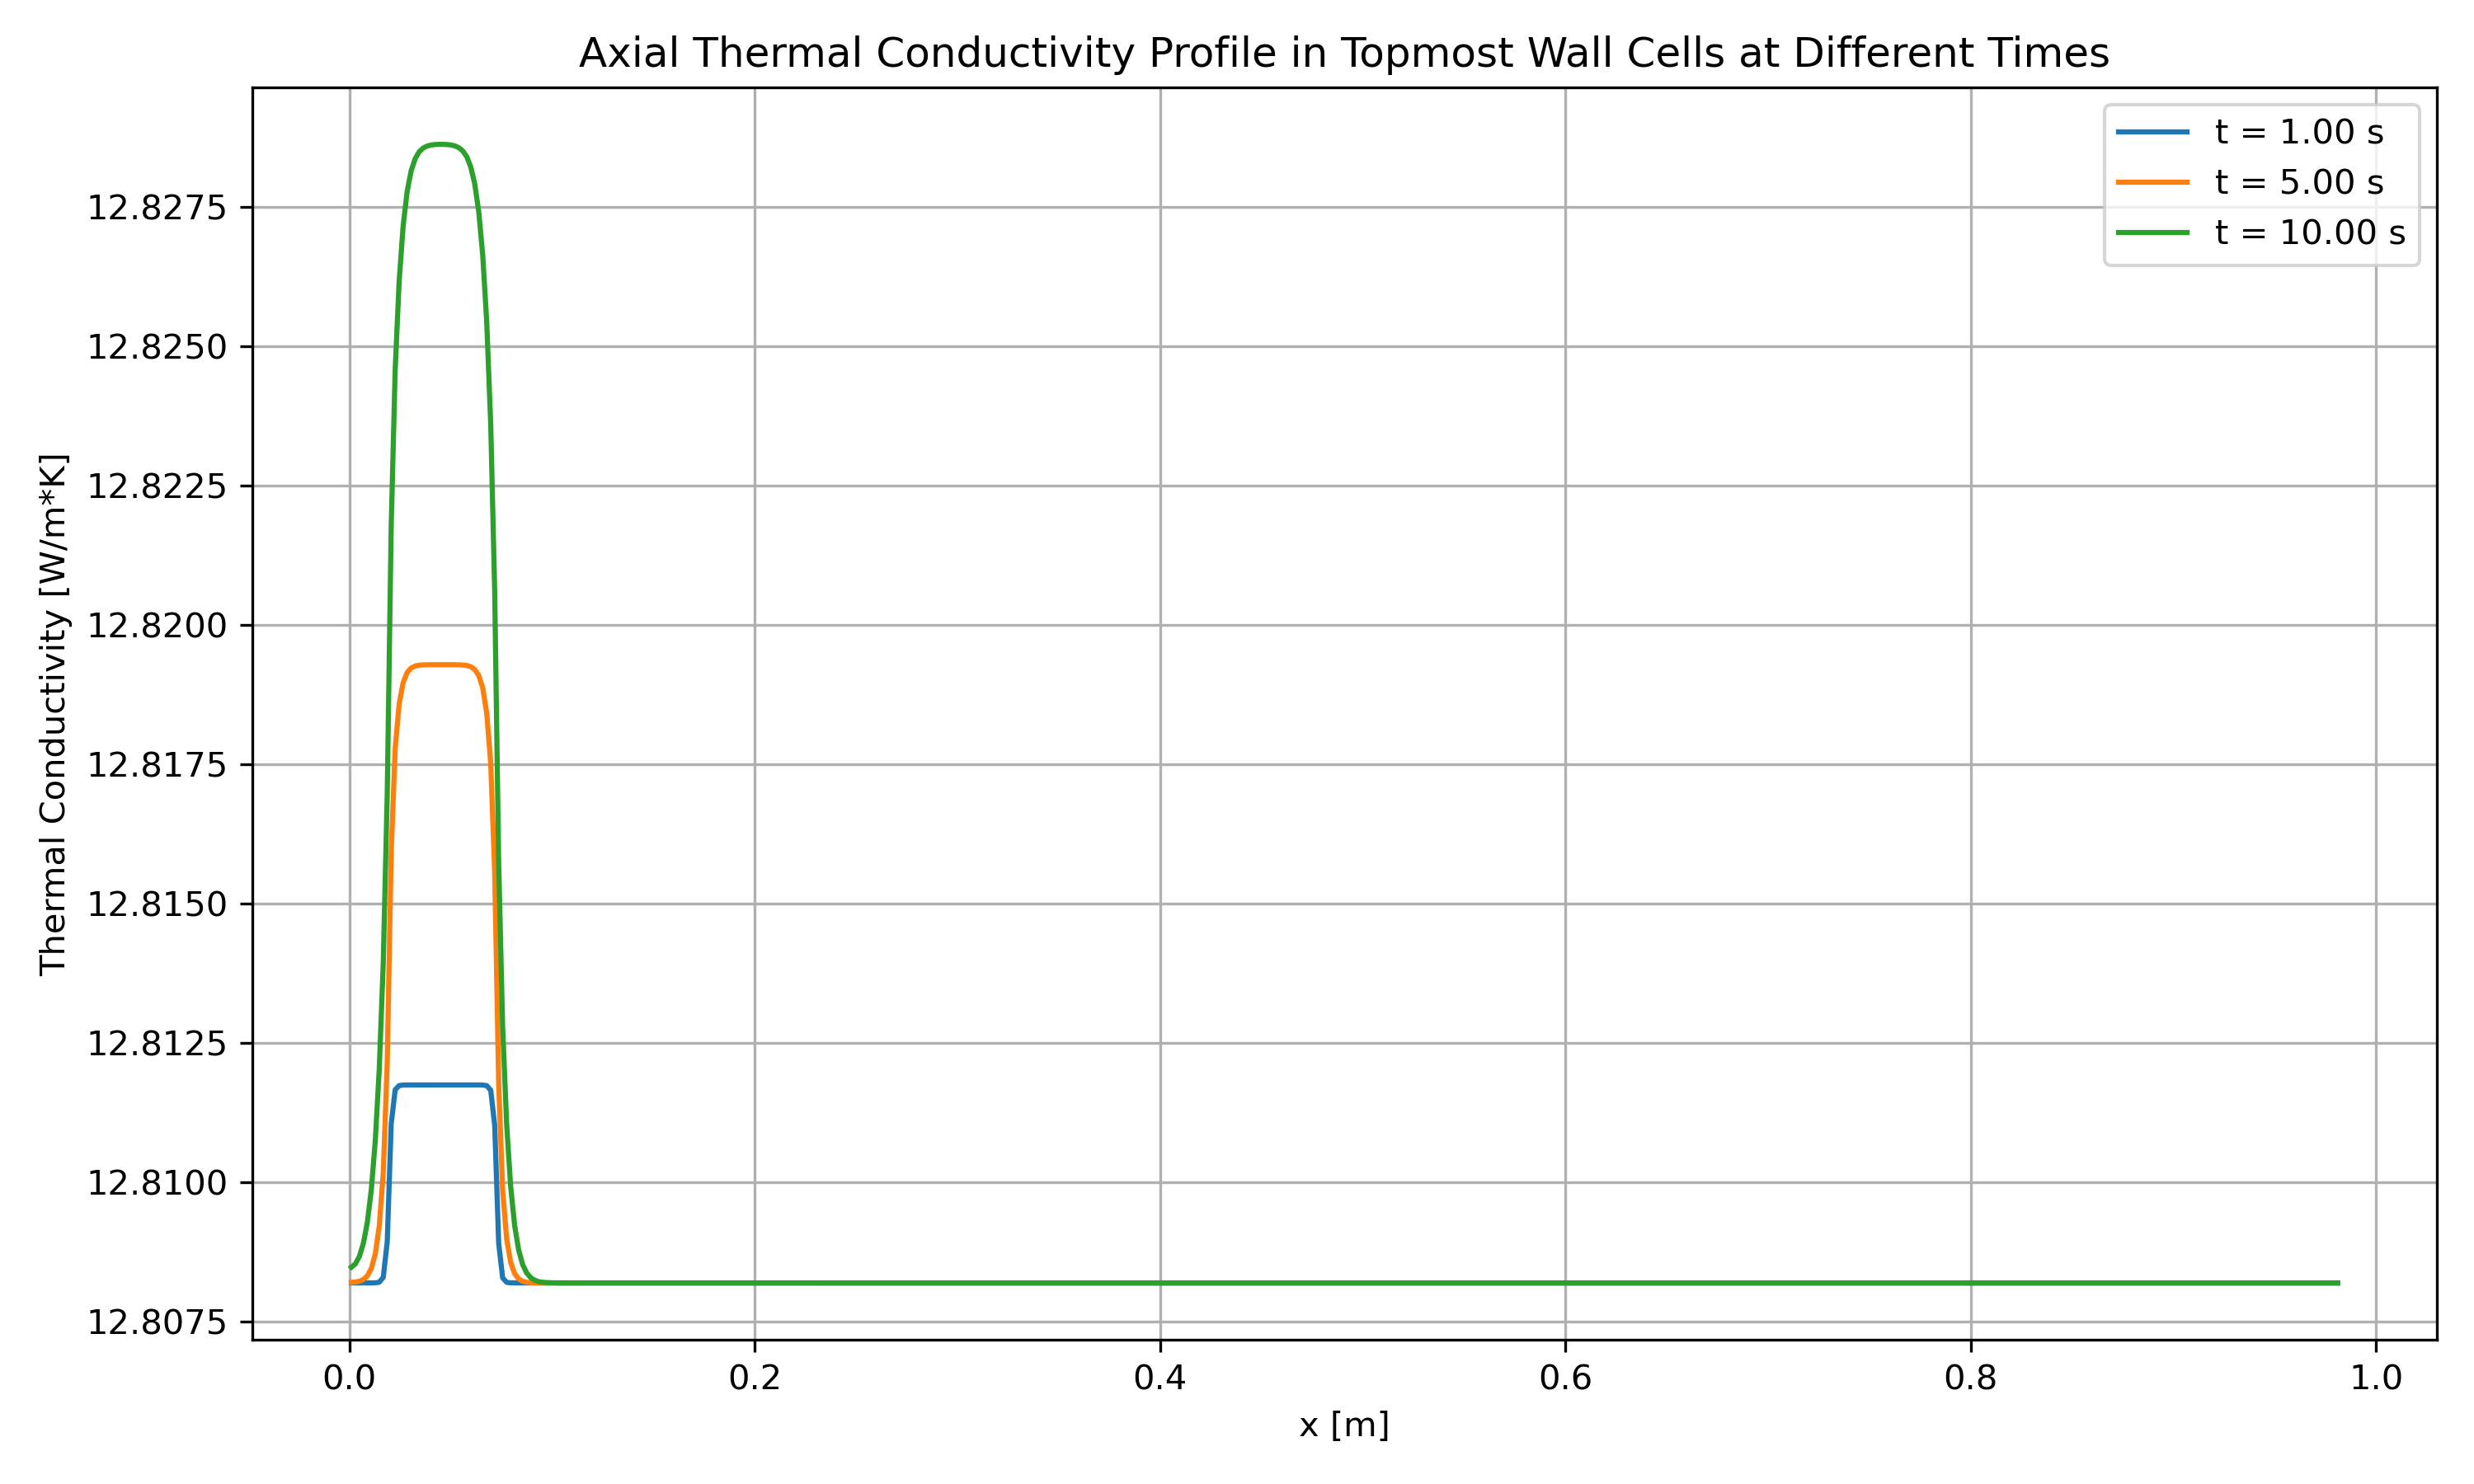 Axial Thermal Conductivity Profile in Topmost Wall Cells at Different Times
t = 1.00 s
t = 5.00 s
t = 10.00 s
Thermal Conductivity [W/m*K]
12.8275
12.8250
12.8225
12.8200
12.8175
12.8150
12.8125
12.8100
12.8075
0.0 0.2 0.4 0.6 0.8 1.0
x [m]